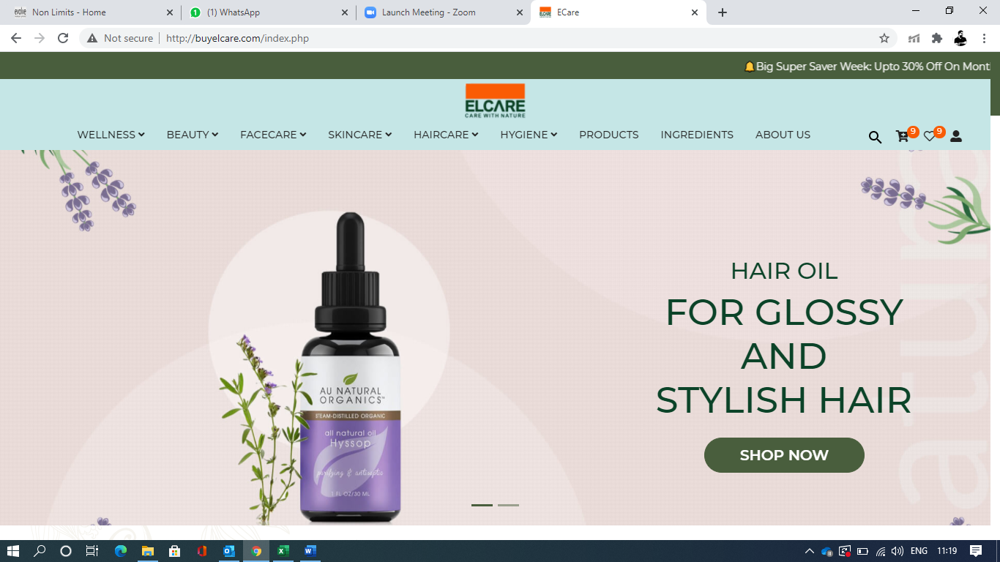 Non Limits - Home
(1) WhatsApp
Launch Meeting - Zoom
ECare
Not secure
http://buyelcare.com/index.php
Big Super Saver Week: Upto 30% Off On Mont
ELCARE
CARE WITH NATURE
WELLNESS
BEAUTY
FACECARE
SKINCARE
HAIRCARE
HYGIENE
PRODUCTS
INGREDIENTS
ABOUT US
9
9
HAIR OIL
FOR GLOSSY
AND
STYLISH HAIR
SHOP NOW
AU NATURAL
ORGANICS™
STEAM-DISTILLED ORGANIC
all natural oil
Hyssop
purifying & antiseptic
1 FL OZ/30 ML
atura
ENG
11:19